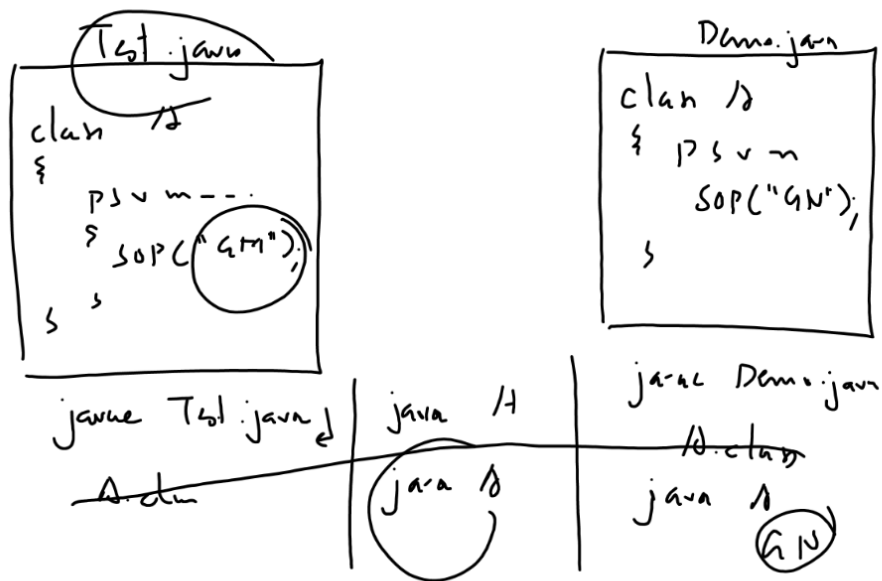 Test.java
class A
{
psvm---.
{
SOP("GM");
}
}
Demo.java
class A
{ psvm
SOP("GN");
}
javac Test.java
A.class
java A
java A
javac Demo.java
A.class
java A
GN